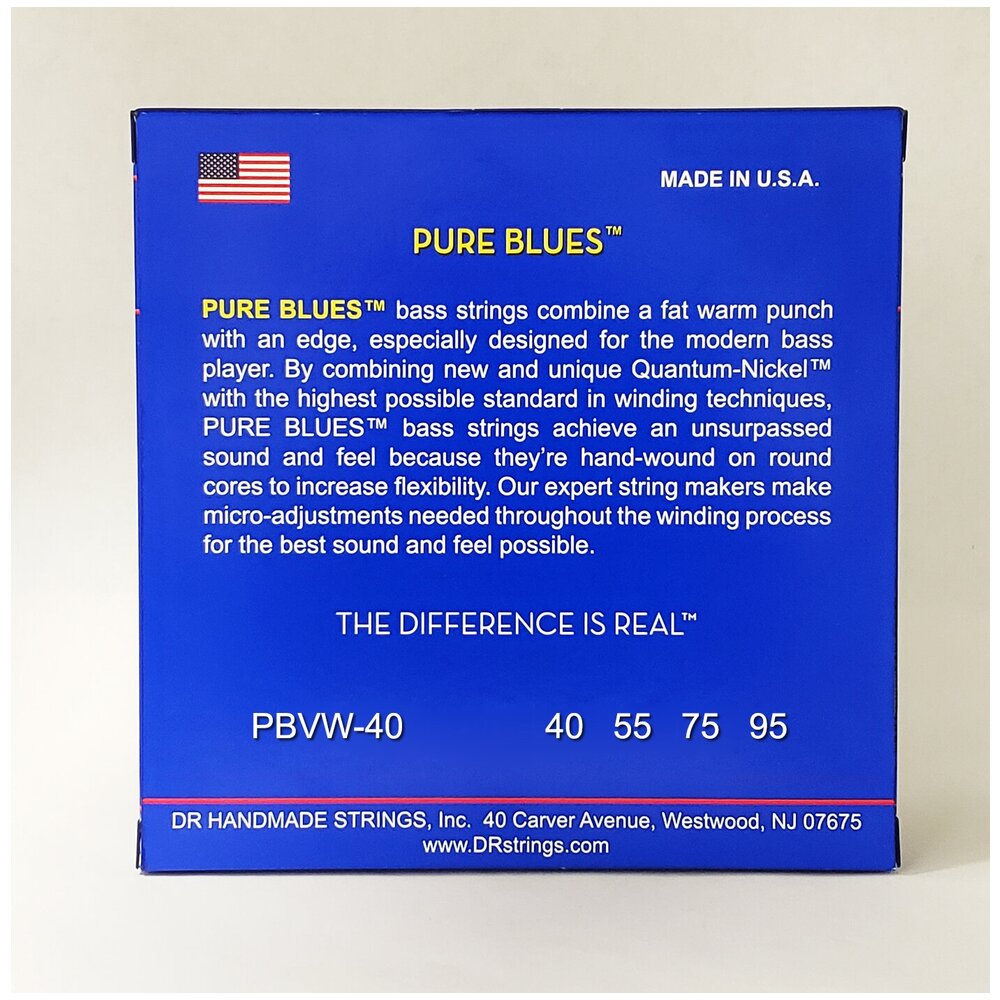 MADE IN U.S.A.
PURE BLUES™
PURE BLUES™ bass strings combine a fat warm punch
with an edge, especially designed for the modern bass
player. By combining new and unique Quantum-Nickel™
with the highest possible standard in winding techniques,
PURE BLUES™ bass strings achieve an unsurpassed
sound and feel because they’re hand-wound on round
cores to increase flexibility. Our expert string makers make
micro-adjustments needed throughout the winding process
for the best sound and feel possible.
THE DIFFERENCE IS REAL™
PBVW-40 40 55 75 95
DR HANDMADE STRINGS, Inc. 40 Carver Avenue, Westwood, NJ 07675
www.DRstrings.com